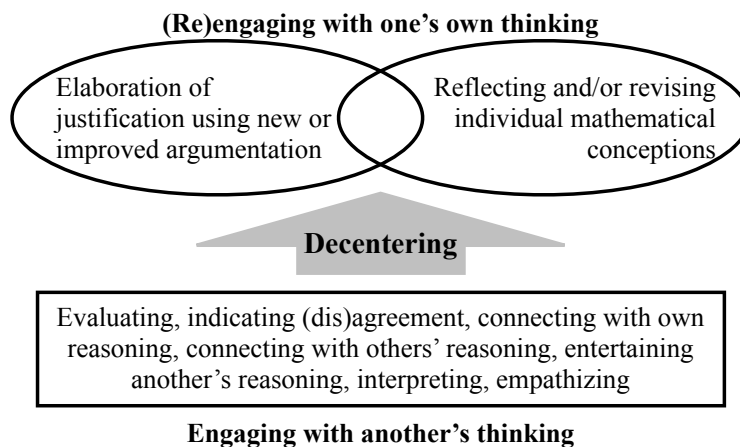 (Re)engaging with one’s own thinking
Elaboration of
justification using new or
improved argumentation
Reflecting and/or revising
individual mathematical
conceptions
Decentering
Evaluating, indicating (dis)agreement, connecting with own
reasoning, connecting with others’ reasoning, entertaining
another’s reasoning, interpreting, empathizing
Engaging with another’s thinking